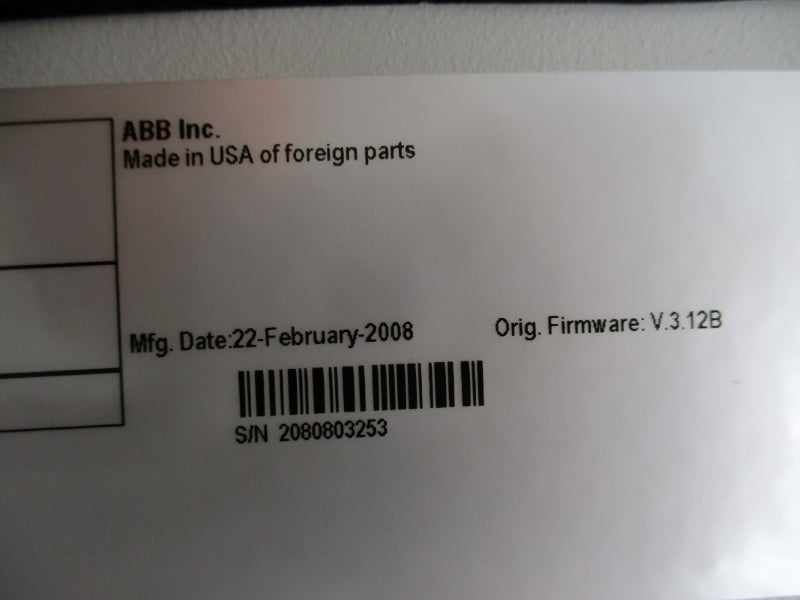 ABB Inc.
Made in USA of foreign parts
Mfg. Date:22-February-2008
Orig. Firmware: V.3.12B
S/N 2080803253